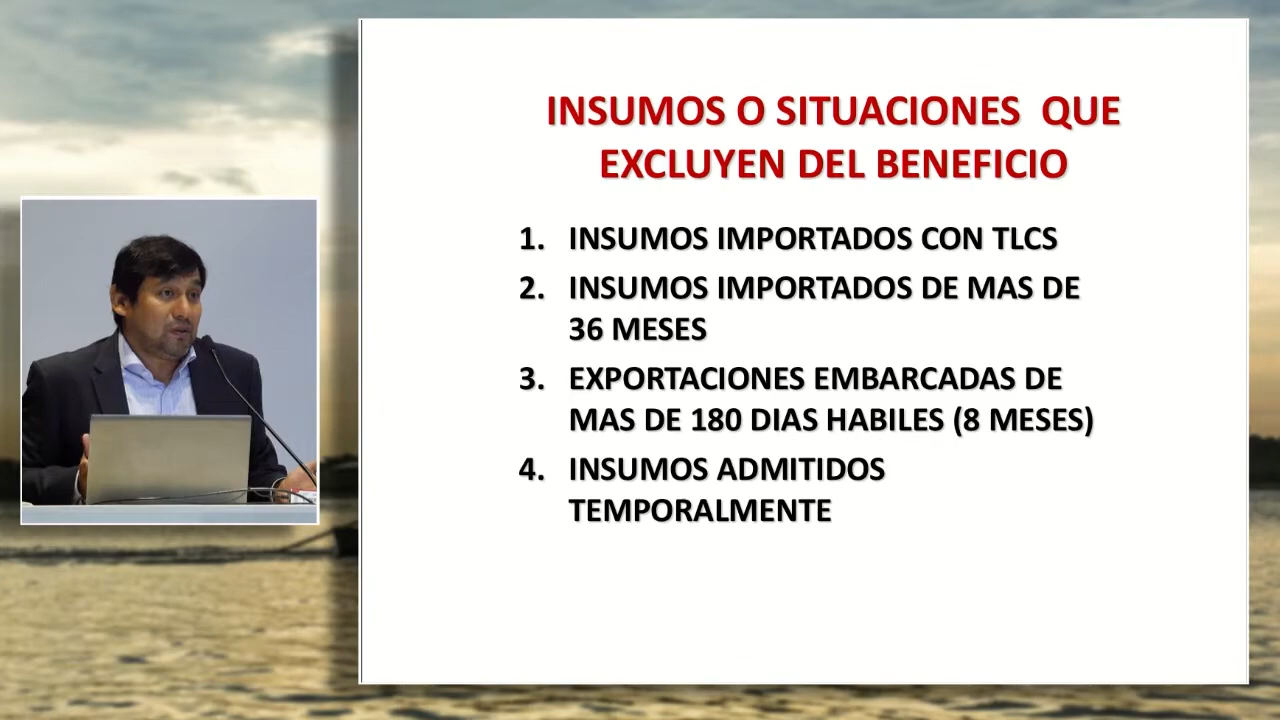 INSUMOS O SITUACIONES QUE
EXCLUYEN DEL BENEFICIO
1. INSUMOS IMPORTADOS CON TLCS
2. INSUMOS IMPORTADOS DE MAS DE
36 MESES
3. EXPORTACIONES EMBARCADAS DE
MAS DE 180 DIAS HABILES (8 MESES)
4. INSUMOS ADMITIDOS
TEMPORALMENTE